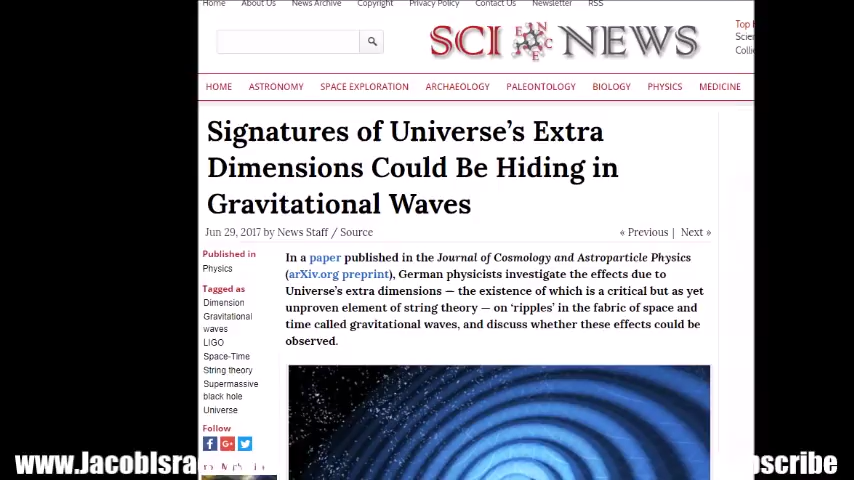 Home About Us News Archive Copyright Privacy Policy Contact Us Newsletter RSS
SCI ENCE NEWS
Top
Scien
Colli
HOME ASTRONOMY SPACE EXPLORATION ARCHAEOLOGY PALEONTOLOGY BIOLOGY PHYSICS MEDICINE
Signatures of Universe's Extra
Dimensions Could Be Hiding in
Gravitational Waves
Jun 29, 2017 by News Staff / Source
« Previous | Next »
Published in
Physics
Tagged as
Dimension
Gravitational
waves
LIGO
Space-Time
String theory
Supermassive
black hole
Universe
Follow
In a paper published in the Journal of Cosmology and Astroparticle Physics
(arXiv.org preprint), German physicists investigate the effects due to
Universe's extra dimensions — the existence of which is a critical but as yet
unproven element of string theory — on 'ripples' in the fabric of space and
time called gravitational waves, and discuss whether these effects could be
observed.
www.JacobIsra
scribe